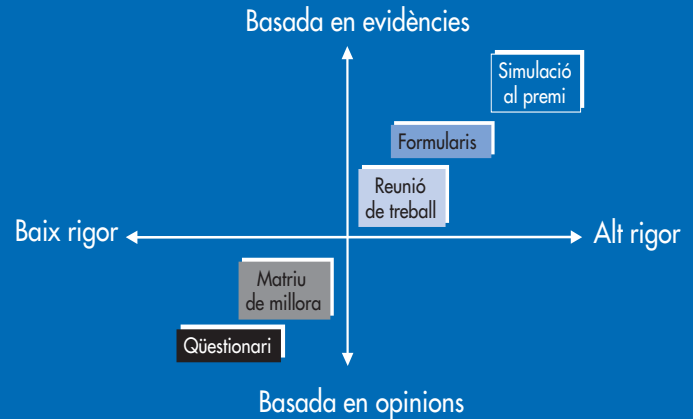 Basada en evidències
Simulació
al premi
Formularis
Reunió
de treball
Baix rigor
Alt rigor
Matriu
de millora
Qüestionari
Basada en opinions